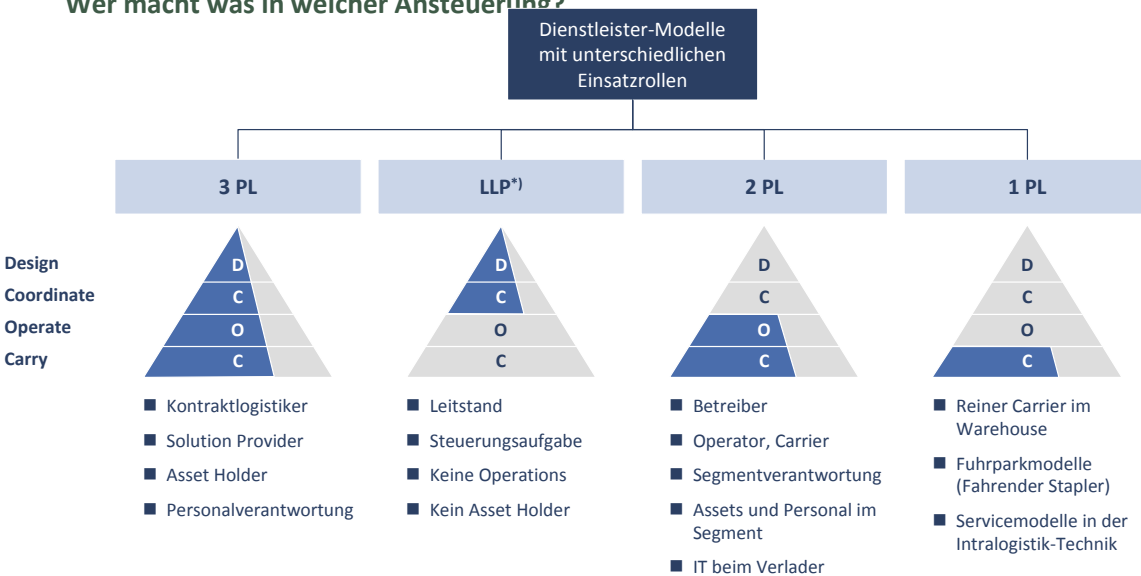 Wer macht was in welcher Ansteuerung?
Dienstleister-Modelle
mit unterschiedlichen
Einsatzrollen
3 PL
LLP*)
2 PL
1 PL
Design
Coordinate
Operate
Carry
D
C
O
C
D
C
O
C
D
C
O
C
D
C
O
C
■ Kontraktlogistiker
■ Solution Provider
■ Asset Holder
■ Personalverantwortung
■ Leitstand
■ Steuerungsaufgabe
■ Keine Operations
■ Kein Asset Holder
■ Betreiber
■ Operator, Carrier
■ Segmentverantwortung
■ Assets und Personal im
Segment
■ IT beim Verlader
■ Reiner Carrier im
Warehouse
■ Fuhrparkmodelle
(Fahrender Stapler)
■ Servicemodelle in der
Intralogistik-Technik